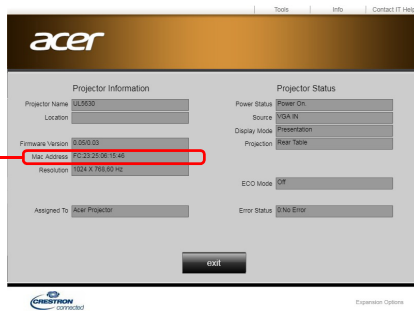 Tools Info Contact IT Help
acer
Projector Information Projector Status
Projector Name UL5630 Power Status Power On
Location Source VGA IN
Display Mode Presentation
Firmware Version 0.05/0.03 Projection Rear Table
Mac Address FC:23:25:06:15:46
Resolution 1024 X 768,60 Hz
ECO Mode Off
Assigned To Acer Projector Error Status 0:No Error
exit
CRESTRON
connected
Expansion Options